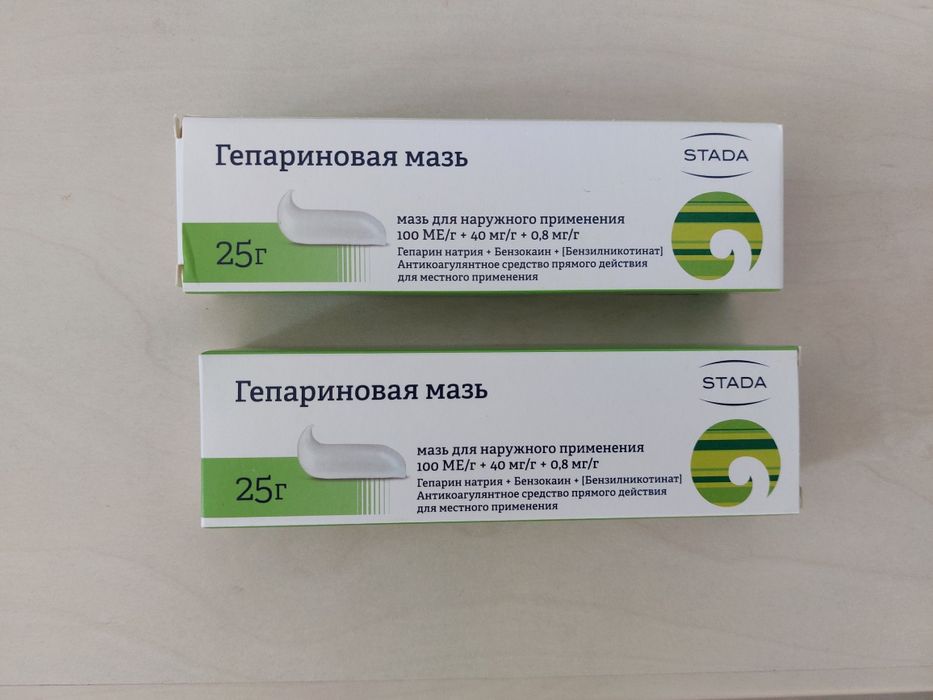 Гепариновая мазь
STADA
25г
мазь для наружного применения
100 МЕ/г + 40 мг/г + 0,8 мг/г
Гепарин натрия + Бензокаин + [Бензилникотинат]
Антикоагулянтное средство прямого действия
для местного применения
Гепариновая мазь
STADA
25г
мазь для наружного применения
100 МЕ/г + 40 мг/г + 0,8 мг/г
Гепарин натрия + Бензокаин + [Бензилникотинат]
Антикоагулянтное средство прямого действия
для местного применения